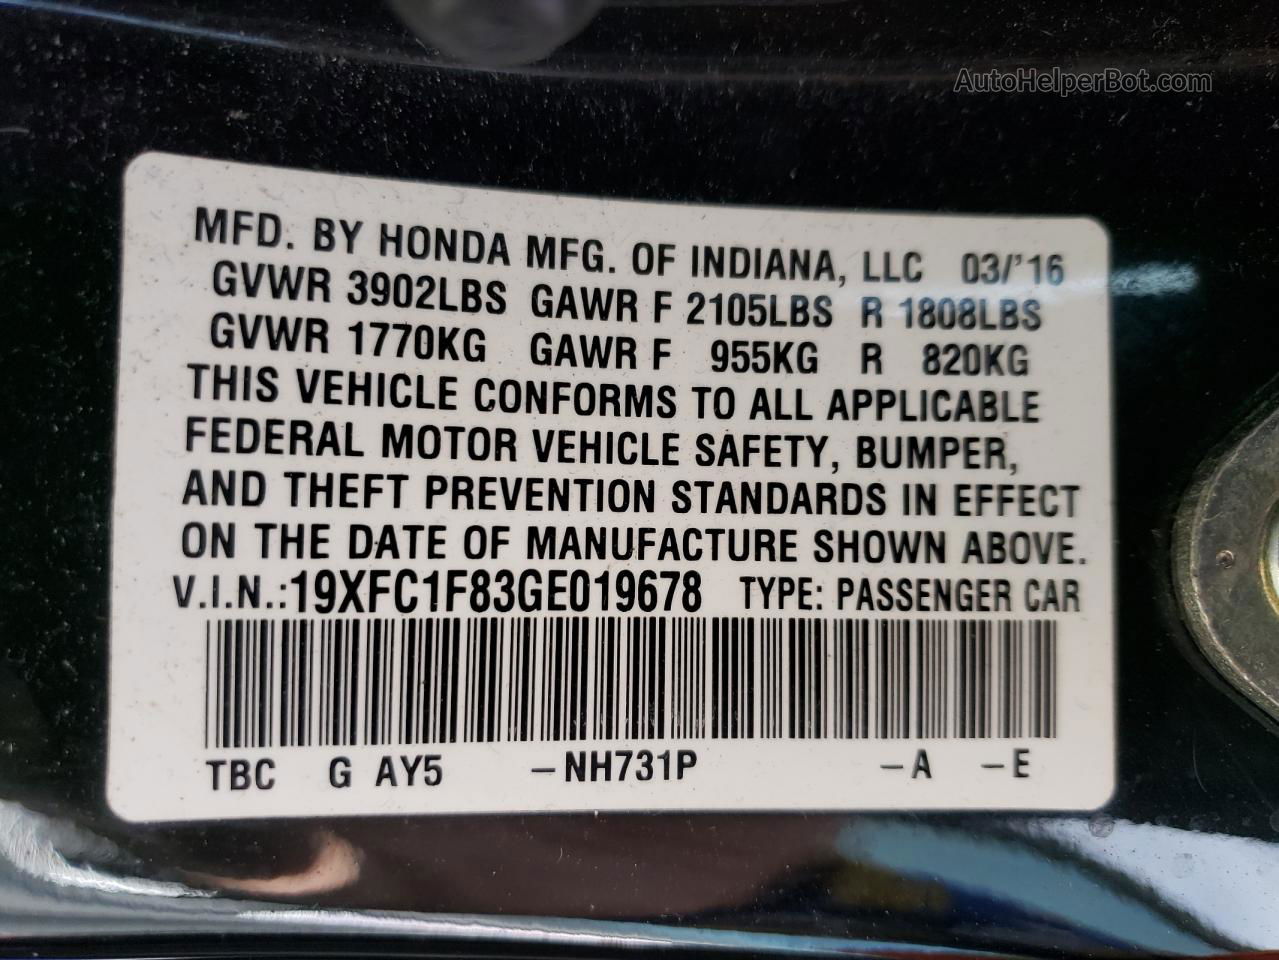 AutoHelperBot.com
MFD. BY HONDA MFG. OF INDIANA, LLC 03/'16
GVWR 3902LBS GAWR F 2105LBS R 1808LBS
GVWR 1770KG GAWR F 955KG R 820KG
THIS VEHICLE CONFORMS TO ALL APPLICABLE
FEDERAL MOTOR VEHICLE SAFETY, BUMPER,
AND THEFT PREVENTION STANDARDS IN EFFECT
ON THE DATE OF MANUFACTURE SHOWN ABOVE.
V.I.N.:19XFC1F83GE019678 TYPE: PASSENGER CAR
TBC G AY5 –NH731P –A –E